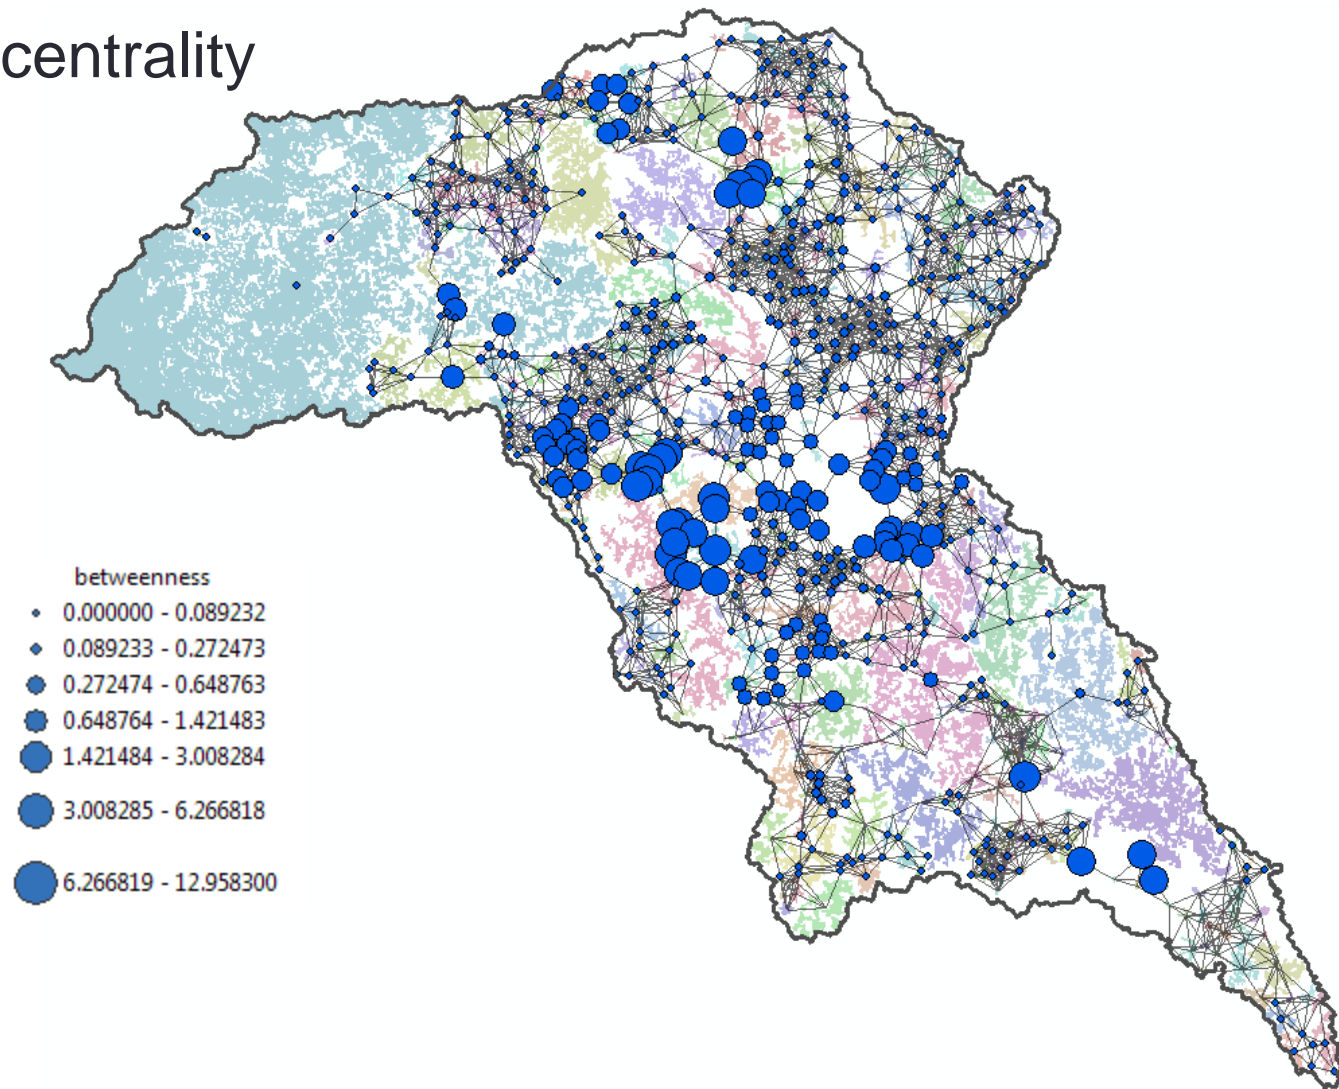 centrality
betweenness
0.000000 - 0.089232
0.089233 - 0.272473
0.272474 - 0.648763
0.648764 - 1.421483
1.421484 - 3.008284
3.008285 - 6.266818
6.266819 - 12.958300